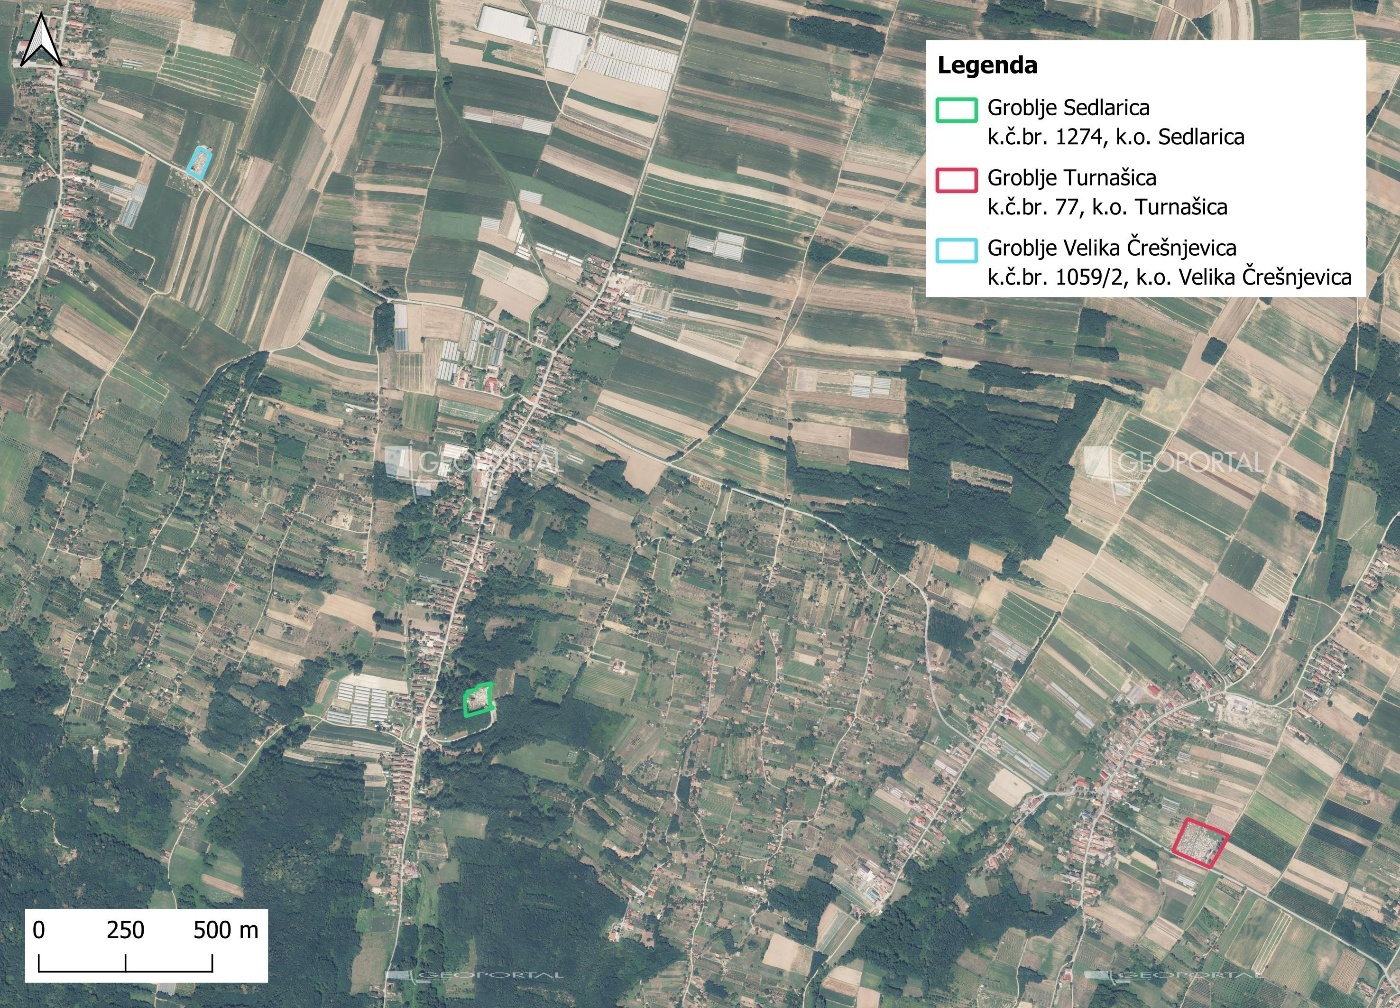 Legenda
Groblje Sedlarica
k.č.br. 1274, k.o. Sedlarica
Groblje Turnašica
k.č.br. 77, k.o. Turnašica
Groblje Velika Črešnjevica
k.č.br. 1059/2, k.o. Velika Črešnjevica
GEOPORTAL
GEOPORTAL
0 250 500 m
GEOPORTAL
GEOPORTAL